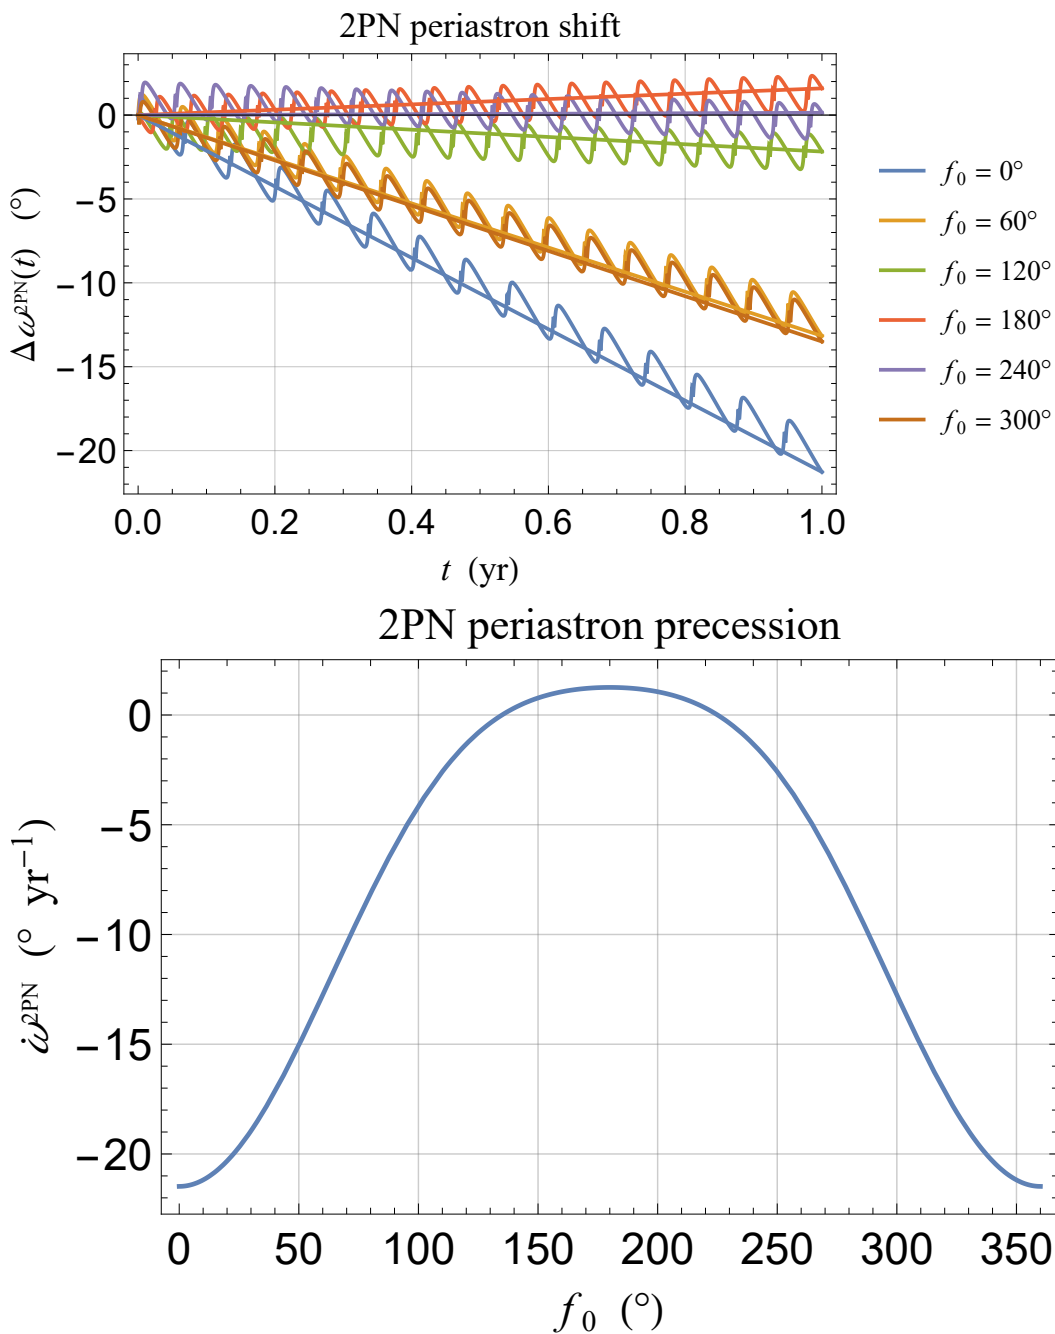 2PN periastron shift
0
−5
−10
−15
−20
Δω̇²ᴾᴺ(t) (°)
0.0 0.2 0.4 0.6 0.8 1.0
t (yr)
f₀ = 0°
f₀ = 60°
f₀ = 120°
f₀ = 180°
f₀ = 240°
f₀ = 300°
2PN periastron precession
0
−5
−10
−15
−20
ω̇²ᴾᴺ (° yr⁻¹)
0 50 100 150 200 250 300 350
f₀ (°)